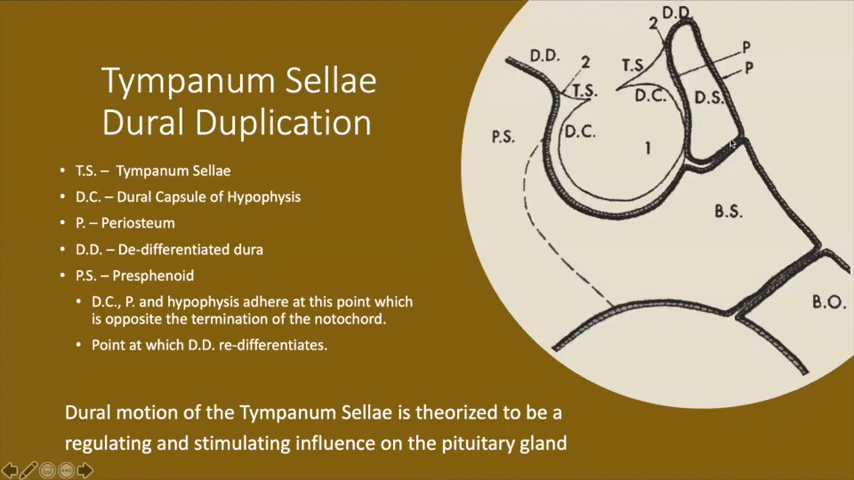 Tympanum Sellae
Dural Duplication
• T.S. – Tympanum Sellae
• D.C. – Dural Capsule of Hypophysis
• P. – Periosteum
• D.D. – De-differentiated dura
• P.S. – Presphenoid
• D.C., P. and hypophysis adhere at this point which
is opposite the termination of the notochord.
• Point at which D.D. re-differentiates.
Dural motion of the Tympanum Sellae is theorized to be a
regulating and stimulating influence on the pituitary gland
D.D.
2
D.D.
2
P
T.S.
P
T.S.
D.C.
D.S.
P.S.
D.C.
1
B.S.
B.O.